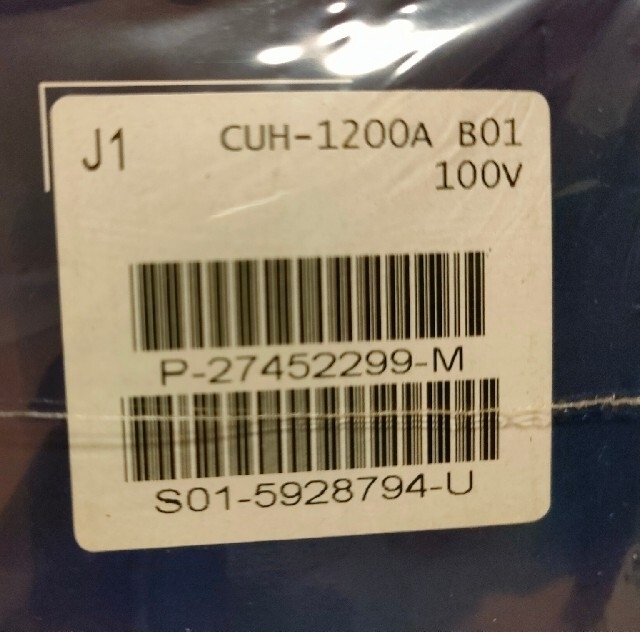 J1 CUH-1200A B01
100V
P-27452299-M
S01-5928794-U